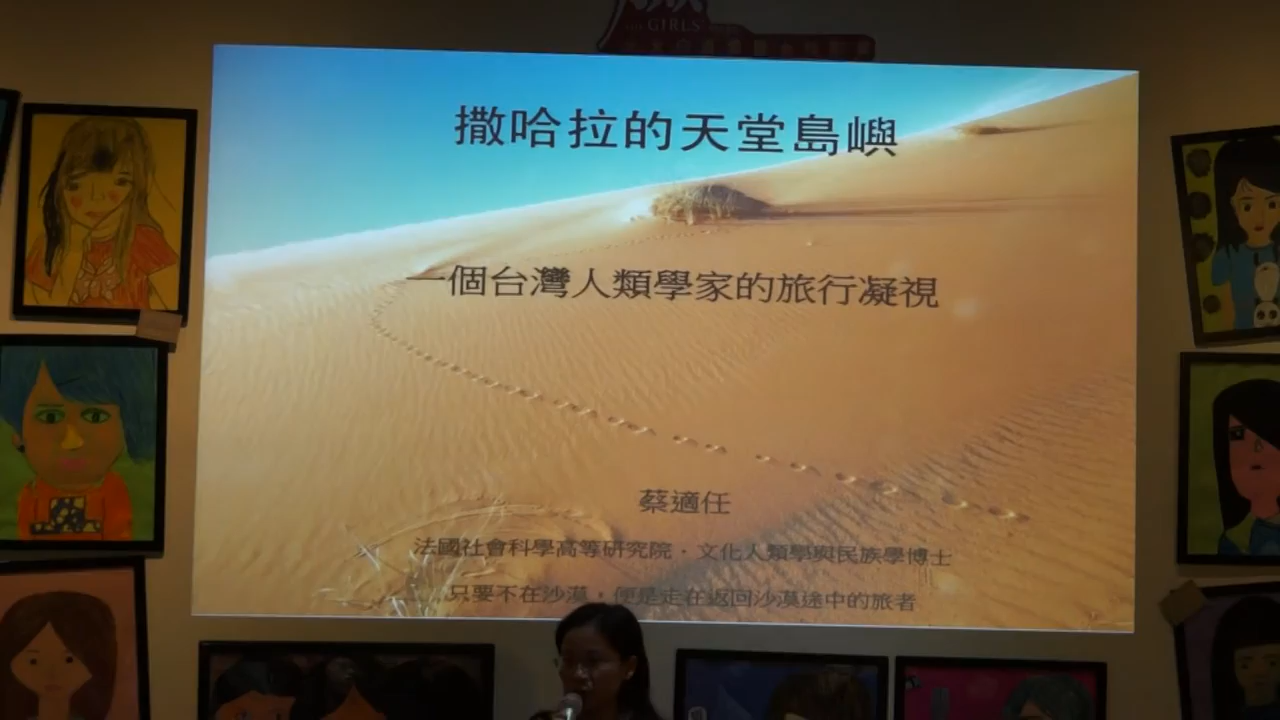 GIRLS
撒哈拉的天堂島嶼
一個台灣人類學家的旅行凝視
蔡適任
法國社會科學高等研究院・文化人類學與民族學博士
只要不在沙漠，便是走在返回沙漠途中的旅者